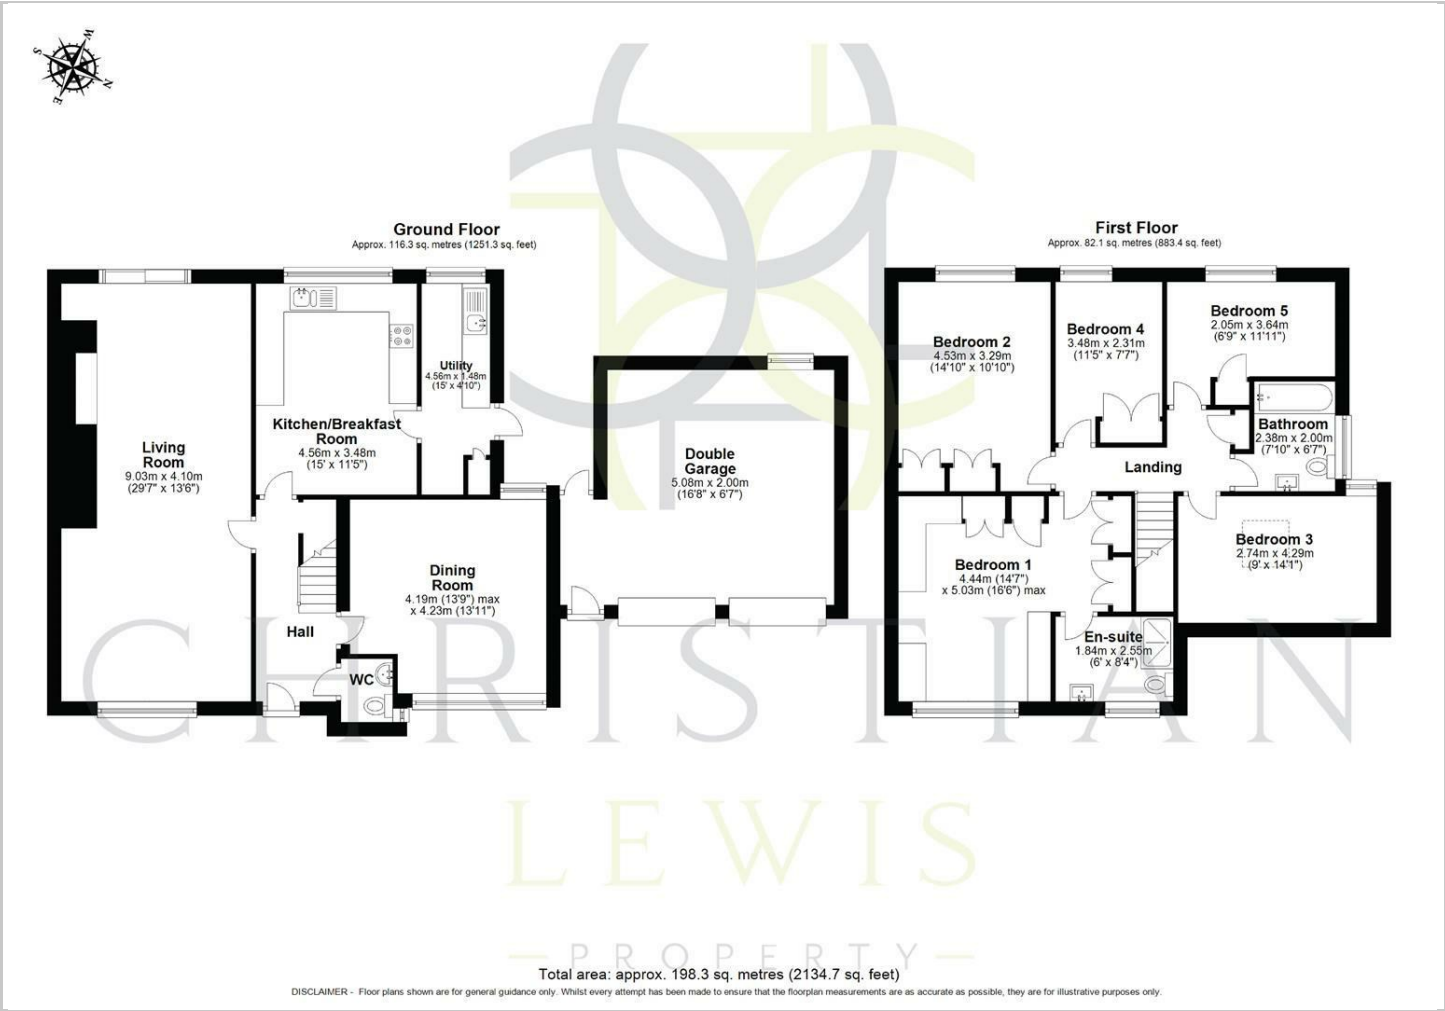 W
S
N
E
Ground Floor
Approx. 116.3 sq. metres (1251.3 sq. feet)
First Floor
Approx. 82.1 sq. metres (883.4 sq. feet)
Living
Room
9.03m x 4.10m
(29'7" x 13'6")
Kitchen/Breakfast
Room
4.56m x 3.48m
(15' x 11'5")
Utility
4.56m x 1.48m
(15' x 4'10")
Double
Garage
5.08m x 2.00m
(16'8" x 6'7")
Dining
Room
4.19m (13'9") max
x 4.23m (13'11")
Hall
WC
Bedroom 2
4.53m x 3.29m
(14'10" x 10'10")
Bedroom 4
3.48m x 2.31m
(11'5" x 7'7")
Bedroom 5
2.05m x 3.64m
(6'9" x 11'11")
Bathroom
2.38m x 2.00m
(7'10" x 6'7")
Landing
Bedroom 1
4.44m (14'7")
x 5.03m (16'6") max
Bedroom 3
2.74m x 4.29m
(9' x 14'1")
En-suite
1.84m x 2.55m
(6' x 8'4")
CHRISTIAN
LEWIS
PROPERTY
Total area: approx. 198.3 sq. metres (2134.7 sq. feet)
DISCLAIMER - Floor plans shown are for general guidance only. Whilst every attempt has been made to ensure that the floorplan measurements are as accurate as possible, they are for illustrative purposes only.